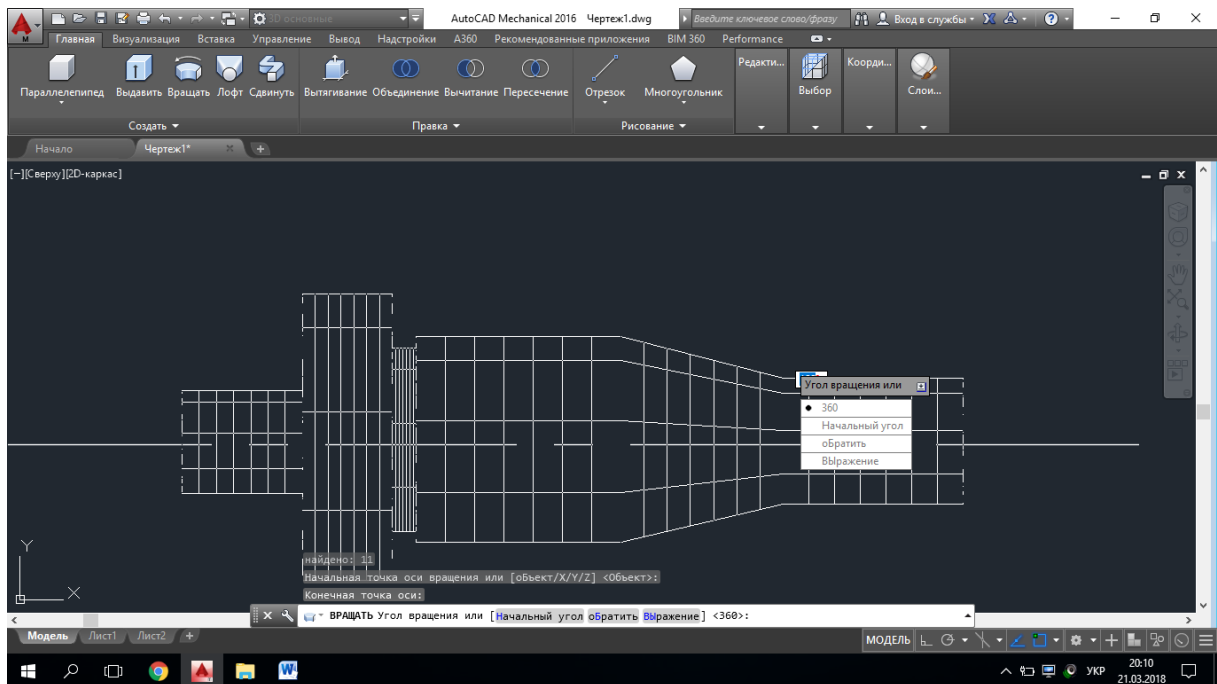 3D основные
AutoCAD Mechanical 2016 Чертеж1.dwg
Введите ключевое слово/фразу
Вход в службы
M
Главная Визуализация Вставка Управление Вывод Надстройки A360 Рекомендованные приложения BIM 360 Performance
Параллелепипед Выдавить Вращать Лофт Сдвинуть Вытягивание Объединение Вычитание Пересечение Отрезок Многоугольник Редакти... Выбор Коорди... Слои...
Создать Правка Рисование
Начало Чертеж1*
[−][Сверху][2D-каркас]
Угол вращения или
360
Начальный угол
оБратить
ВЫражение
Y
X
найдено: 11
Начальная точка оси вращения или [оБъект/X/Y/Z] <Объект>:
Конечная точка оси:
ВРАЩАТЬ Угол вращения или [Начальный угол оБратить ВЫражение] <360>:
Модель Лист1 Лист2 +
МОДЕЛЬ
УКР
20:10
21.03.2018